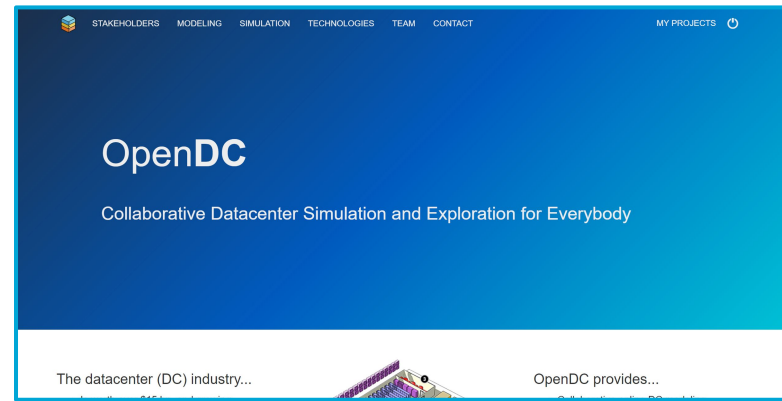 STAKEHOLDERS MODELING SIMULATION TECHNOLOGIES TEAM CONTACT MY PROJECTS
OpenDC
Collaborative Datacenter Simulation and Exploration for Everybody
The datacenter (DC) industry...
OpenDC provides...